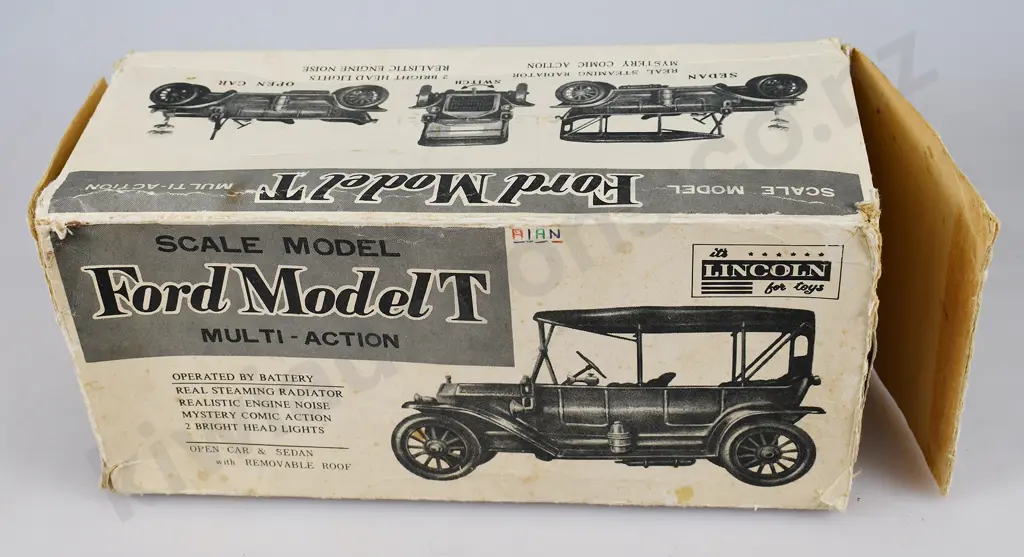 OPEN CAR
2 BRIGHT HEAD LIGHTS
REALISTIC ENGINE NOISE
SWITCH
SEDAN
REAL STEAMING RADIATOR
MYSTERY COMIC ACTION
SCALE MODEL Ford Model T MULTI-ACTION
SCALE MODEL
Ford Model T
MULTI-ACTION
OPERATED BY BATTERY
REAL STEAMING RADIATOR
REALISTIC ENGINE NOISE
MYSTERY COMIC ACTION
2 BRIGHT HEAD LIGHTS
OPEN CAR & SEDAN
with REMOVABLE ROOF
it's
LINCOLN
for toys